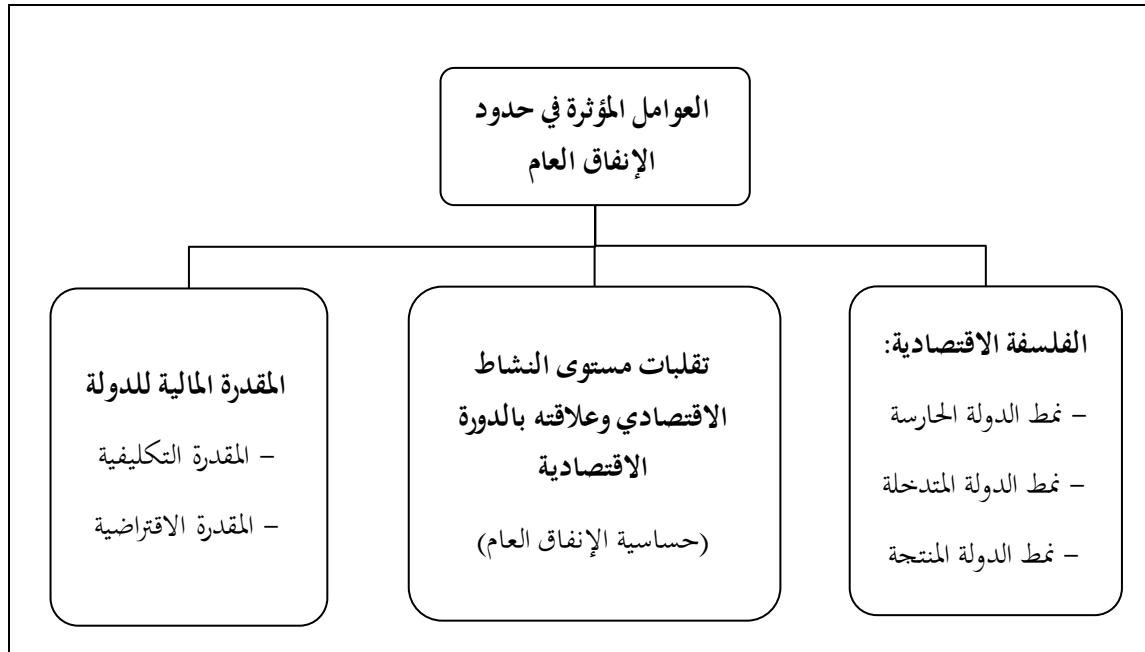 العوامل المؤثرة في حدود
الإنفاق العام
الفلسفة الاقتصادية:
– نمط الدولة الحارسة
– نمط الدولة المتدخلة
– نمط الدولة المنتجة
تقلبات مستوى النشاط
الاقتصادي وعلاقته بالدورة
الاقتصادية
(حساسية الإنفاق العام)
المقدرة المالية للدولة
– المقدرة التكليفية
– المقدرة الاقتراضية